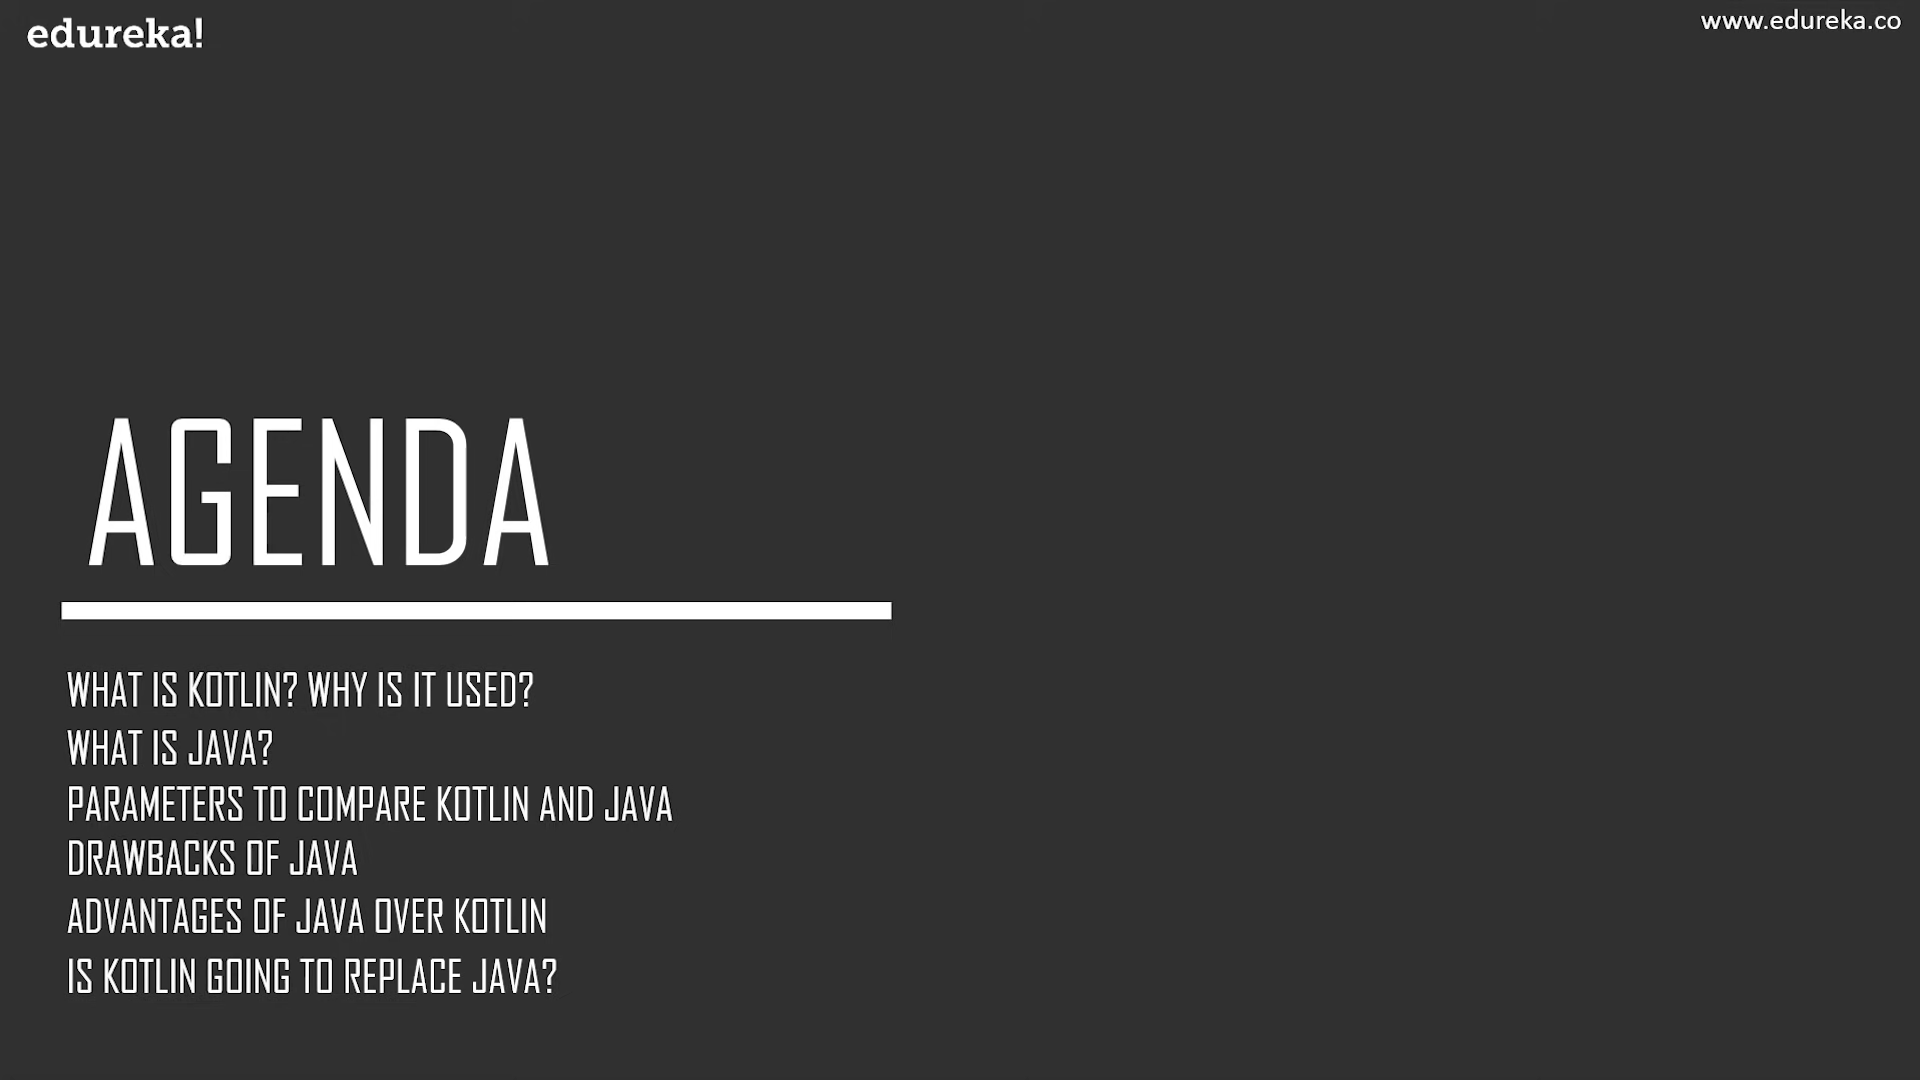 edureka!
www.edureka.co
AGENDA
WHAT IS KOTLIN? WHY IS IT USED?
WHAT IS JAVA?
PARAMETERS TO COMPARE KOTLIN AND JAVA
DRAWBACKS OF JAVA
ADVANTAGES OF JAVA OVER KOTLIN
IS KOTLIN GOING TO REPLACE JAVA?